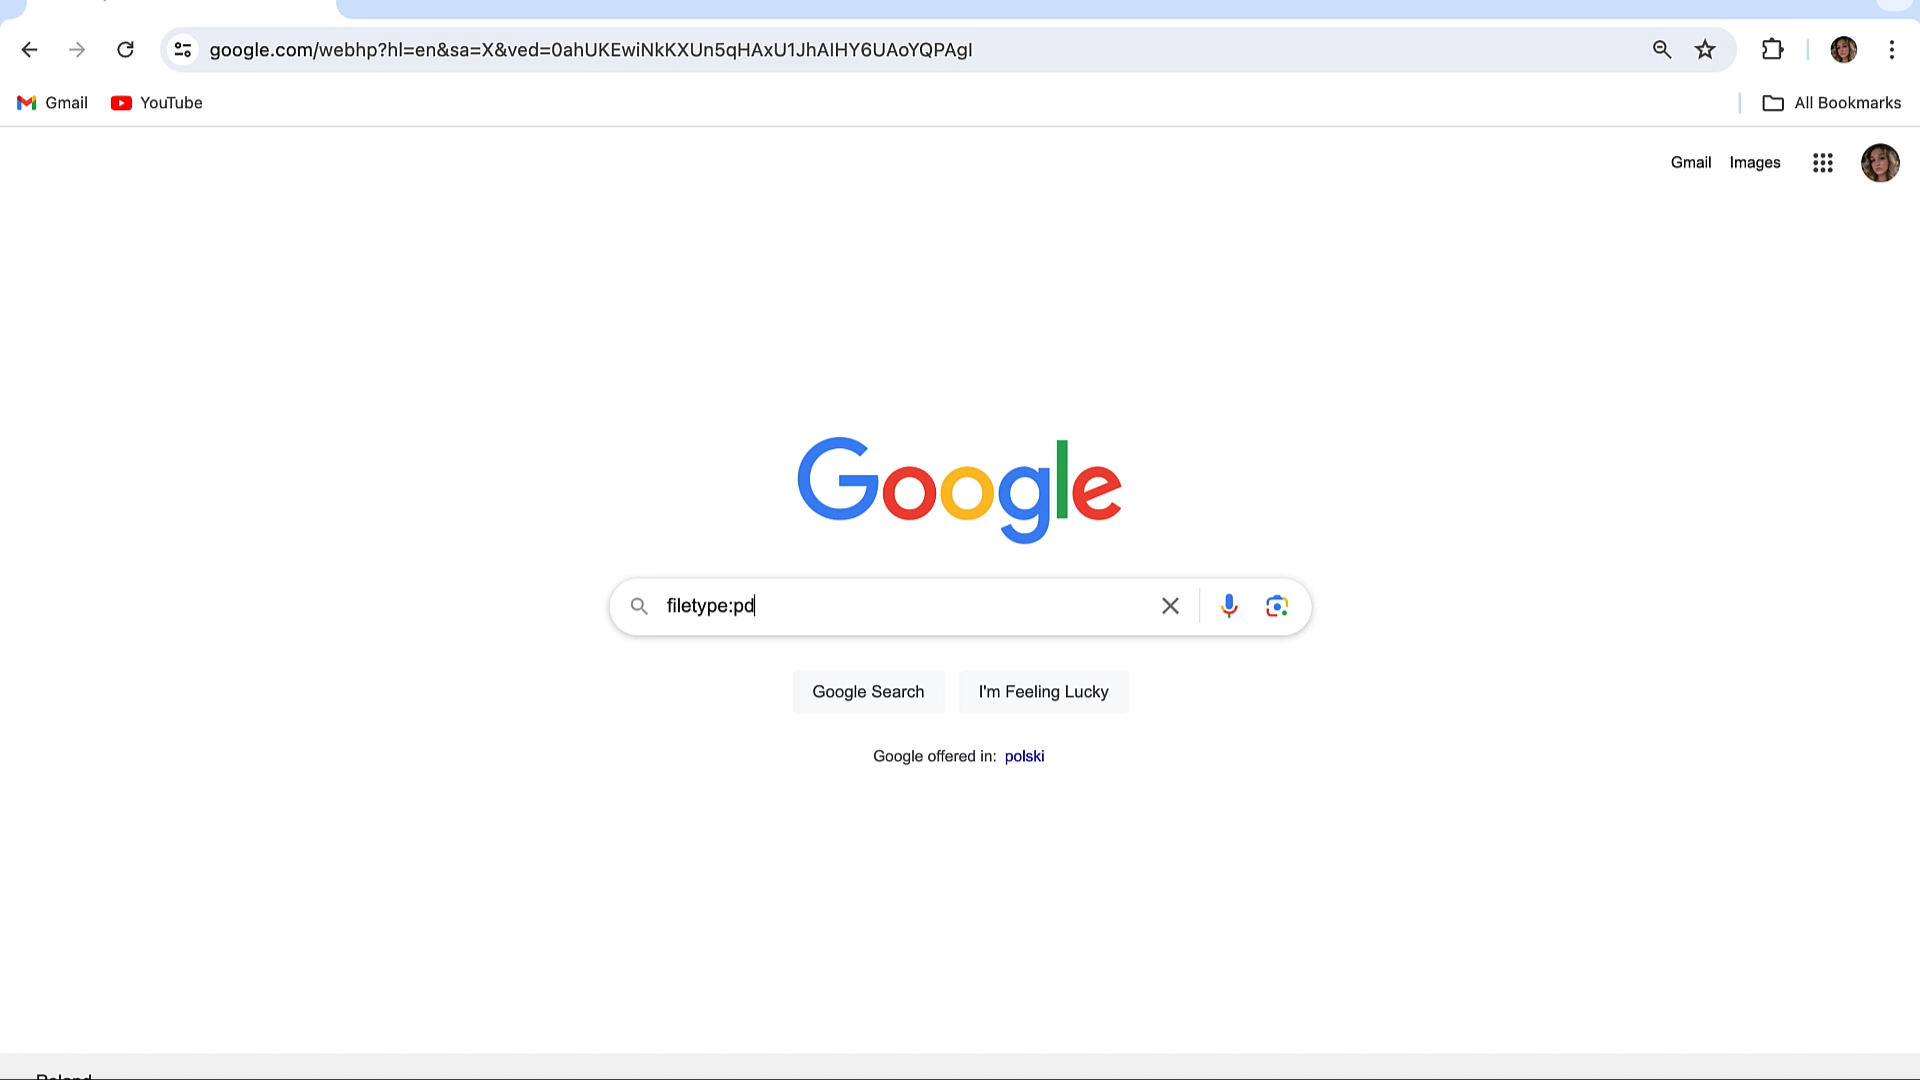 google.com/webhp?hl=en&sa=X&ved=0ahUKEwiNkKXUn5qHAxU1JhAIHY6UAoYQPAgI
Gmail YouTube All Bookmarks
Gmail Images
Google
filetype:pd
Google Search I'm Feeling Lucky
Google offered in: polski
Poland